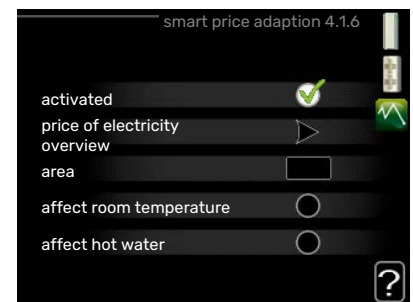 smart price adaption 4.1.6
activated
price of electricity
overview
area
affect room temperature
affect hot water
?